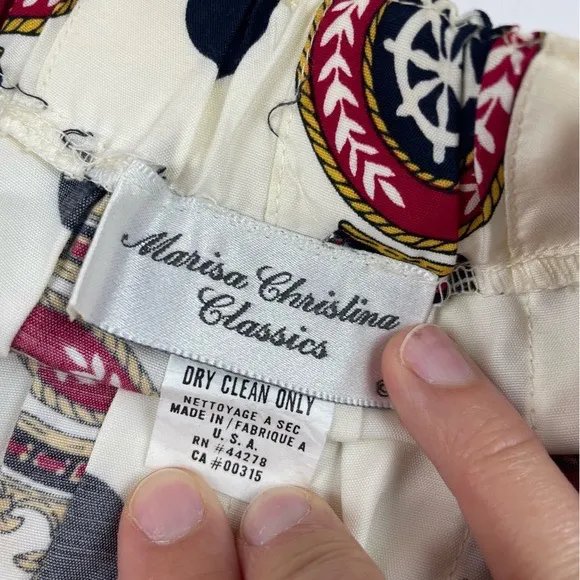 Marisa Christina
Classics
DRY CLEAN ONLY
NETTOYAGE A SEC
MADE IN/FABRIQUE A
U.S.A.
RN #44278
CA #00315